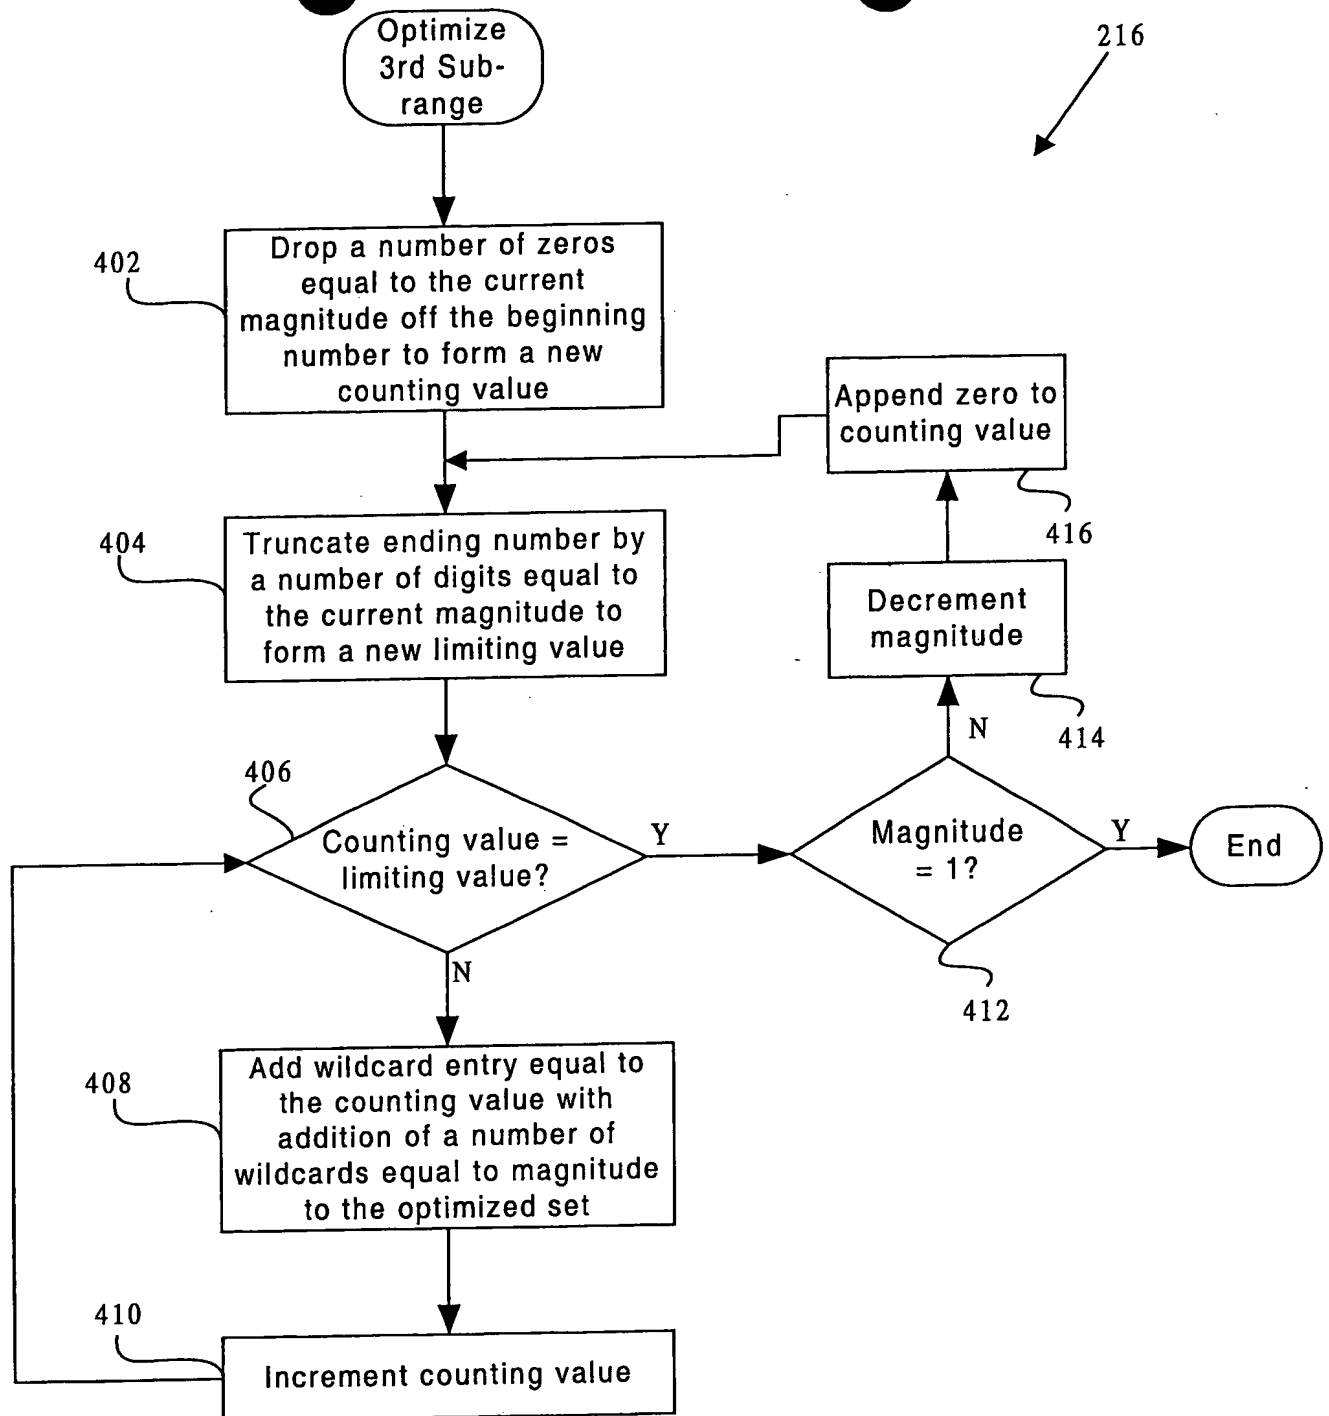 Optimize
3rd Sub-
range
216
402
Drop a number of zeros
equal to the current
magnitude off the beginning
number to form a new
counting value
Append zero to
counting value
416
404
Truncate ending number by
a number of digits equal to
the current magnitude to
form a new limiting value
Decrement
magnitude
414
N
406
Counting value =
limiting value?
Y
Magnitude
= 1?
Y
End
412
N
408
Add wildcard entry equal to
the counting value with
addition of a number of
wildcards equal to magnitude
to the optimized set
410
Increment counting value